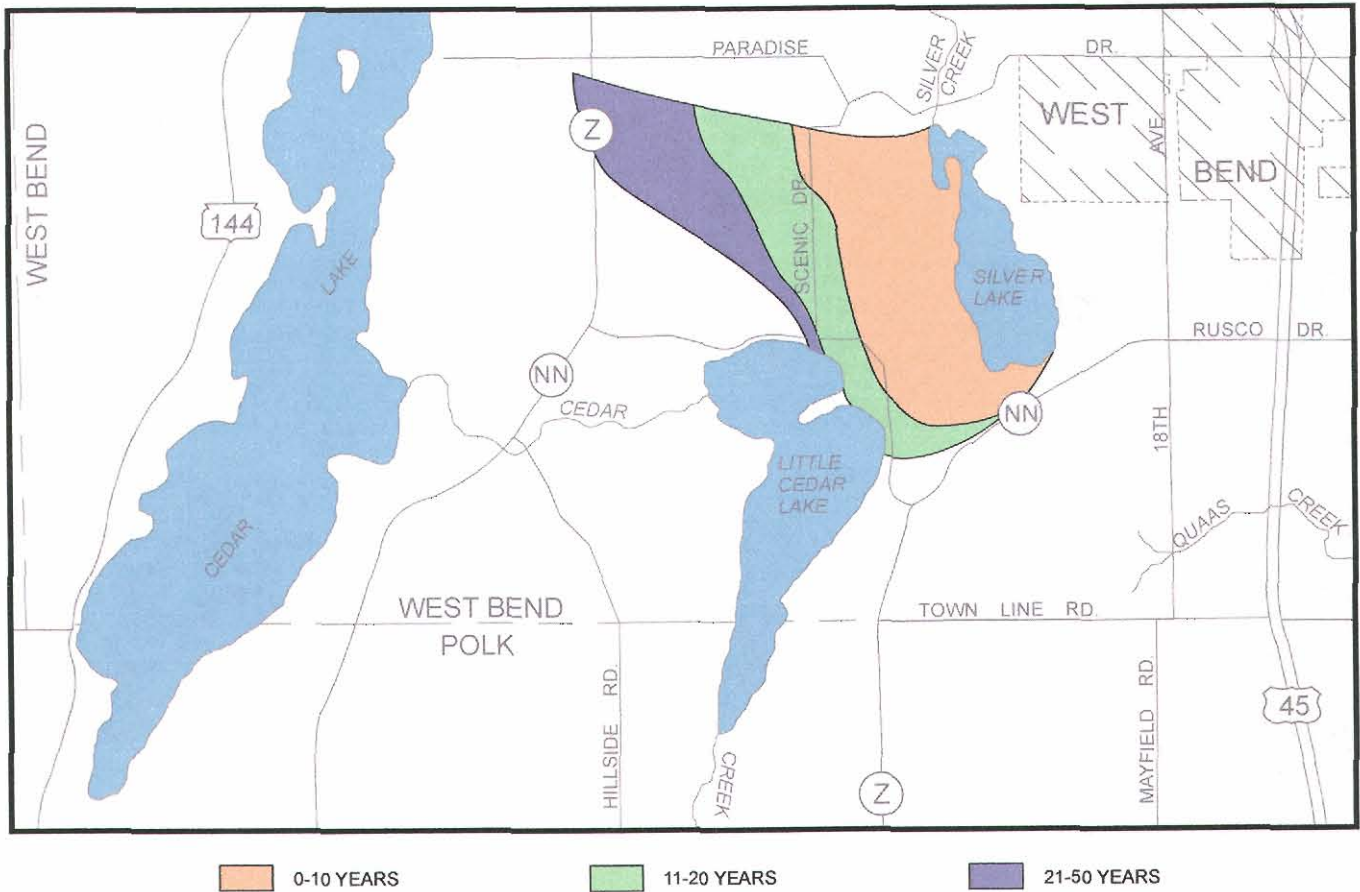 PARADISE
DR.
SILVER
CREEK
WEST
BEND
AVE
WEST BEND
144
Z
LAKE
SCENIC DR.
SILVER
LAKE
RUSCO DR.
NN
CEDAR
NN
18TH
LITTLE
CEDAR
LAKE
CEDAR
QUAAS
CREEK
WEST BEND
POLK
TOWN LINE RD.
HILLSIDE RD.
MAYFIELD RD.
45
CREEK
Z
0-10 YEARS
11-20 YEARS
21-50 YEARS